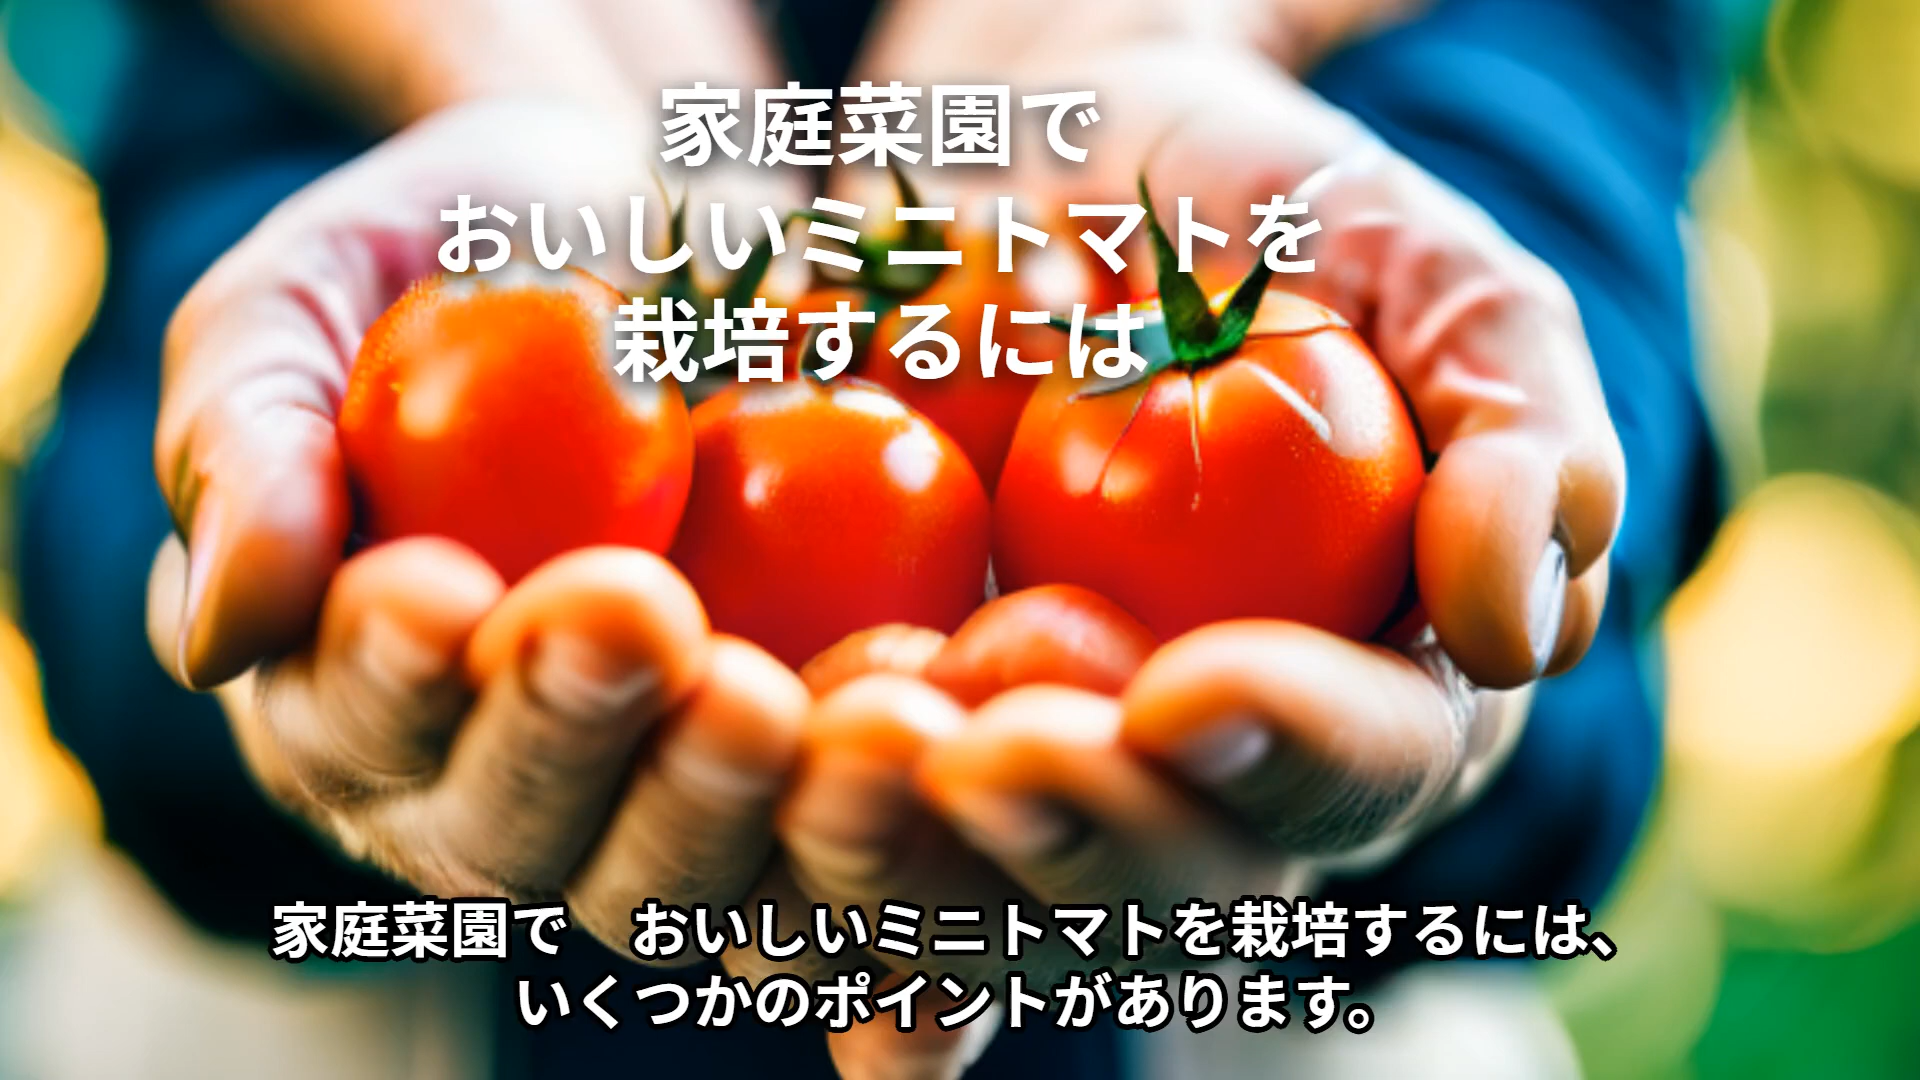 家庭菜園で
おいしいミニトマトを
栽培するには
家庭菜園で　おいしいミニトマトを栽培するには、
いくつかのポイントがあります。